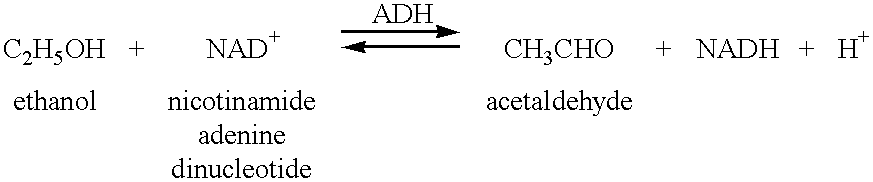 ADH
C₂H₅OH + NAD⁺ ⇌ CH₃CHO + NADH + H⁺
ethanol nicotinamide acetaldehyde
adenine
dinucleotide